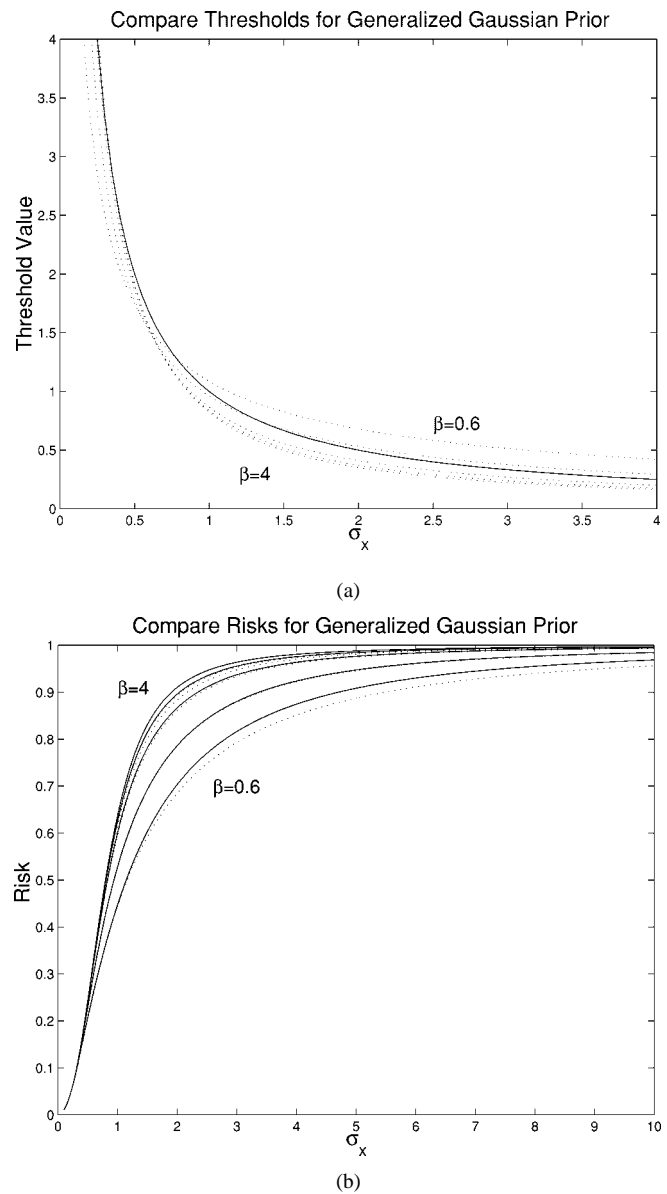 Compare Thresholds for Generalized Gaussian Prior
4
3.5
3
2.5
2
1.5
1
0.5
0
Threshold Value
β=0.6
β=4
0 0.5 1 1.5 2 2.5 3 3.5 4
σx
(a)
Compare Risks for Generalized Gaussian Prior
1
0.9
0.8
0.7
0.6
0.5
0.4
0.3
0.2
0.1
0
Risk
β=4
β=0.6
0 1 2 3 4 5 6 7 8 9 10
σx
(b)